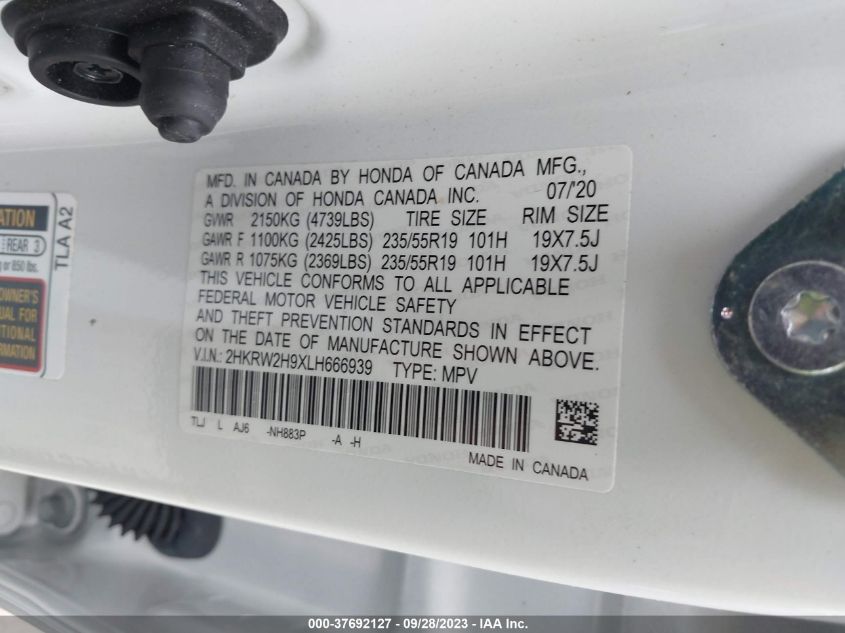 MFD. IN CANADA BY HONDA OF CANADA MFG.,
A DIVISION OF HONDA CANADA INC. 07/'20
GVWR 2150KG (4739LBS) TIRE SIZE RIM SIZE
GAWR F 1100KG (2425LBS) 235/55R19 101H 19X7.5J
GAWR R 1075KG (2369LBS) 235/55R19 101H 19X7.5J
THIS VEHICLE CONFORMS TO ALL APPLICABLE
FEDERAL MOTOR VEHICLE SAFETY
AND THEFT PREVENTION STANDARDS IN EFFECT
ON THE DATE OF MANUFACTURE SHOWN ABOVE.
V.I.N.: 2HKRW2H9XLH666939 TYPE: MPV
TLJ L AJ6 -NH883P -A -H
MADE IN CANADA
REAR 3
or 850 lbs.
TLA A2
000-37692127 - 09/28/2023 - IAA Inc.